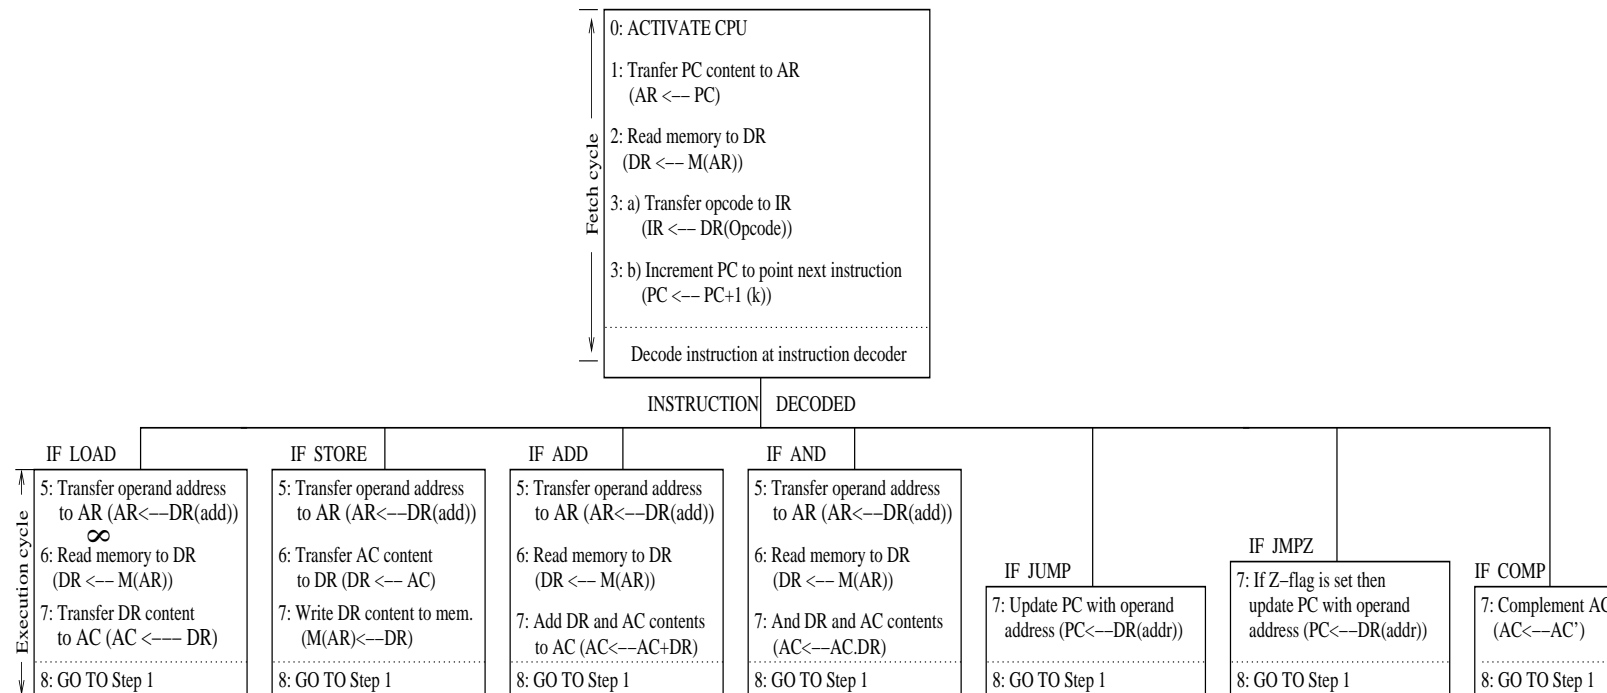 0: ACTIVATE CPU
1: Tranfer PC content to AR
(AR <-- PC)
2: Read memory to DR
(DR <-- M(AR))
3: a) Transfer opcode to IR
(IR <-- DR(Opcode))
3: b) Increment PC to point next instruction
(PC <-- PC+1 (k))
Decode instruction at instruction decoder
Fetch cycle
INSTRUCTION DECODED
Execution cycle
IF LOAD
5: Transfer operand address
to AR (AR<--DR(add))
∞
6: Read memory to DR
(DR <-- M(AR))
7: Transfer DR content
to AC (AC <--- DR)
8: GO TO Step 1
IF STORE
5: Transfer operand address
to AR (AR<--DR(add))
6: Transfer AC content
to DR (DR <-- AC)
7: Write DR content to mem.
(M(AR)<--DR)
8: GO TO Step 1
IF ADD
5: Transfer operand address
to AR (AR<--DR(add))
6: Read memory to DR
(DR <-- M(AR))
7: Add DR and AC contents
to AC (AC<--AC+DR)
8: GO TO Step 1
IF AND
5: Transfer operand address
to AR (AR<--DR(add))
6: Read memory to DR
(DR <-- M(AR))
7: And DR and AC contents
(AC<--AC.DR)
8: GO TO Step 1
IF JUMP
7: Update PC with operand
address (PC<--DR(addr))
8: GO TO Step 1
IF JMPZ
7: If Z-flag is set then
update PC with operand
address (PC<--DR(addr))
8: GO TO Step 1
IF COMP
7: Complement AC
(AC<--AC')
8: GO TO Step 1